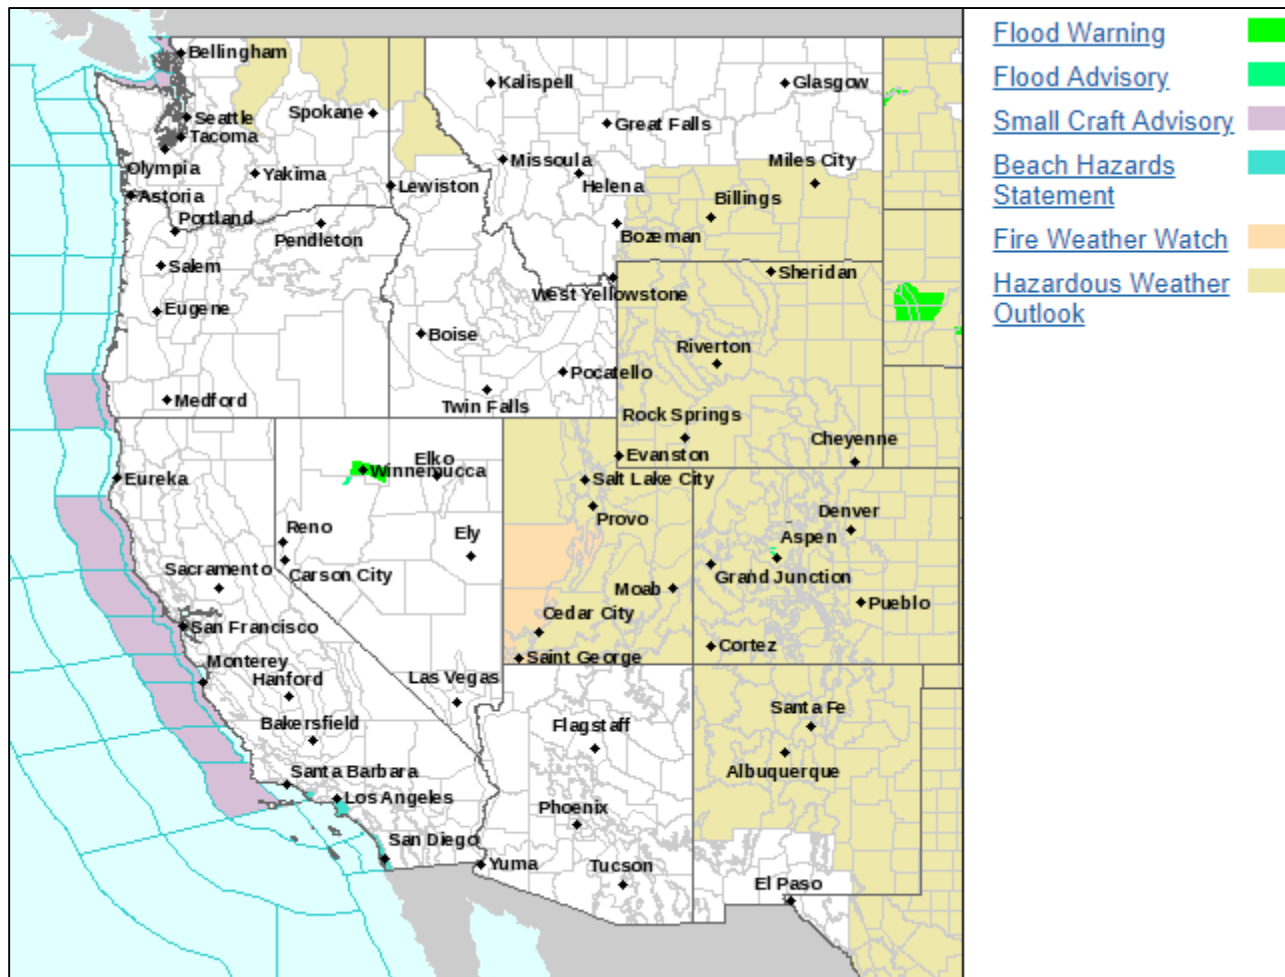 Bellingham
Kalispell
Glasgow
Seattle
Spokane
Great Falls
Tacoma
Olympia
Yakima
Missoula
Miles City
Helena
Lewiston
Astoria
Billings
Portland
Pendleton
Bozeman
Salem
Sheridan
West Yellowstone
Eugene
Boise
Riverton
Pocatello
Medford
Twin Falls
Rock Springs
Cheyenne
Elko
Evanston
Winnemucca
Eureka
Salt Lake City
Provo
Denver
Reno
Ely
Aspen
Sacramento
Carson City
Grand Junction
Moab
Pueblo
Cedar City
San Francisco
Cortez
Saint George
Monterey
Hanford
Las Vegas
Santa Fe
Bakersfield
Flagstaff
Albuquerque
Santa Barbara
Los Angeles
Phoenix
San Diego
Yuma
Tucson
El Paso
Flood Warning
Flood Advisory
Small Craft Advisory
Beach Hazards
Statement
Fire Weather Watch
Hazardous Weather
Outlook